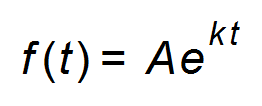 f(t) = Ae^{kt}